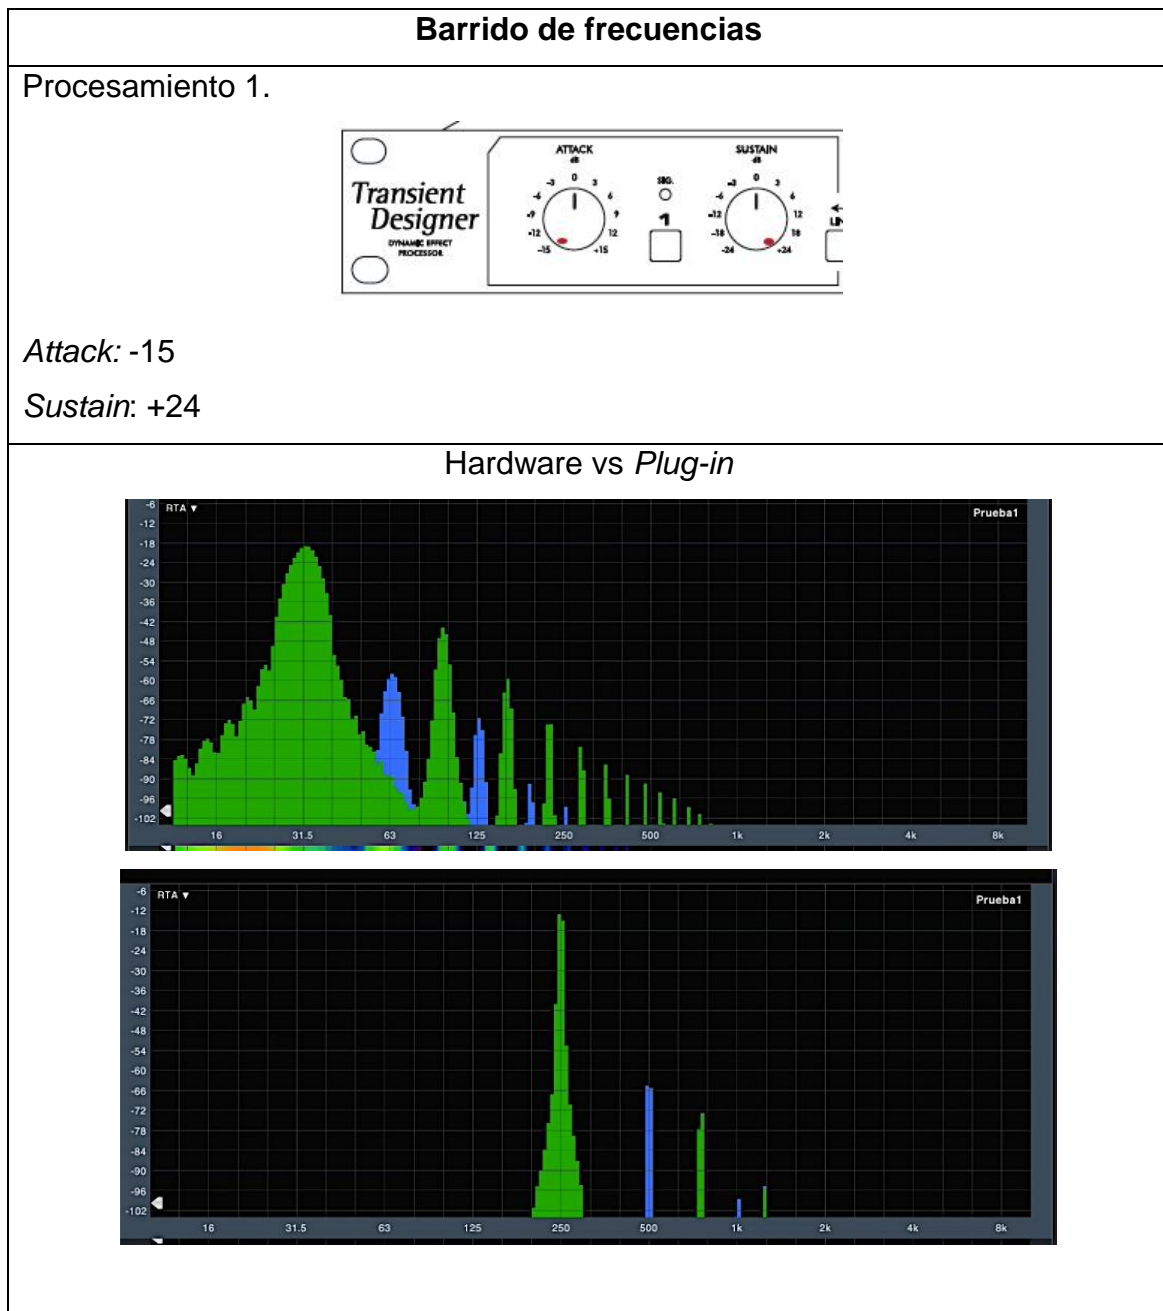 Barrido de frecuencias
Procesamiento 1.
Transient
Designer
DYNAMIC EFFECT
PROCESSOR
ATTACK
dB
-3 0 3
-6 6
-9 9
-12 12
-15 +15
SIG.
1
SUSTAIN
dB
-3 0 3
-6 6
-12 12
-18 18
-24 +24
LIN
Attack: -15
Sustain: +24
Hardware vs Plug-in
RTA ▼
Prueba1
-6
-12
-18
-24
-30
-36
-42
-48
-54
-60
-66
-72
-78
-84
-90
-96
-102
16 31.5 63 125 250 500 1k 2k 4k 8k
RTA ▼
Prueba1
-6
-12
-18
-24
-30
-36
-42
-48
-54
-60
-66
-72
-78
-84
-90
-96
-102
16 31.5 63 125 250 500 1k 2k 4k 8k